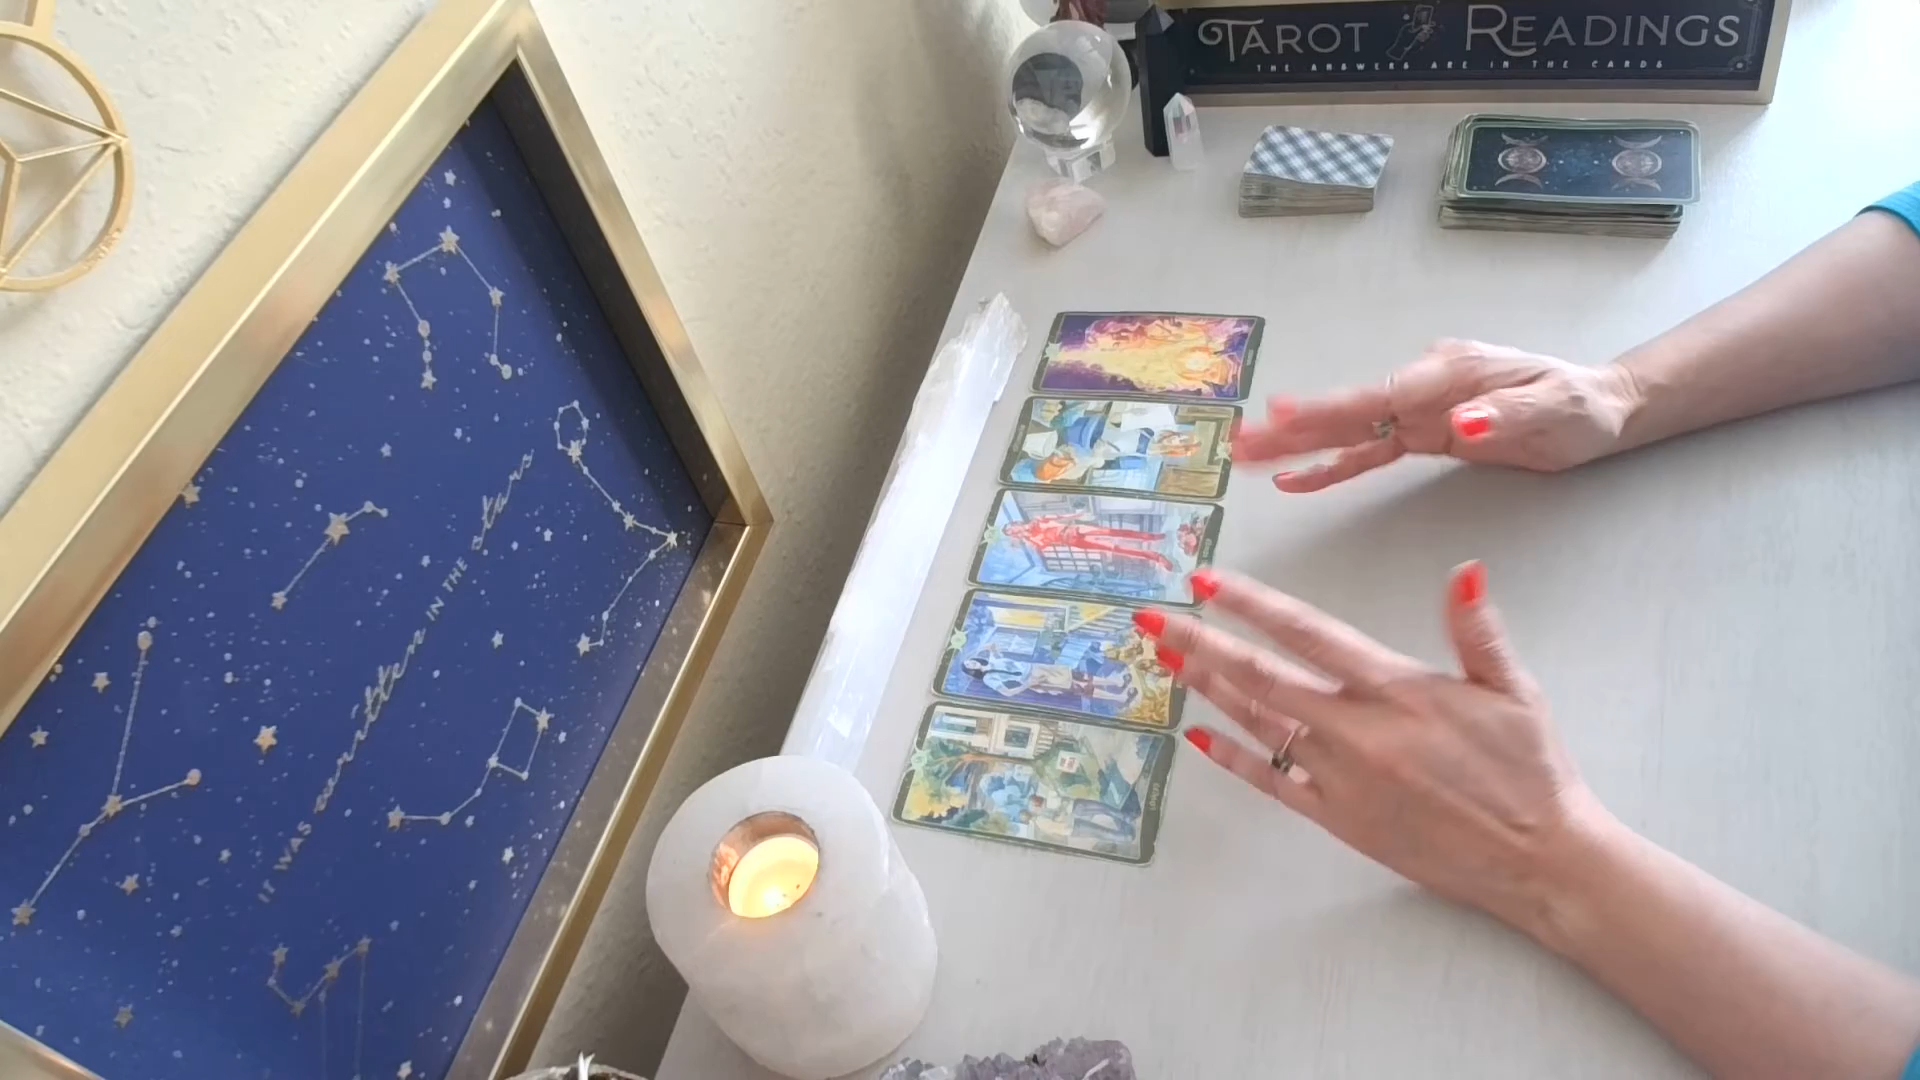 TAROT READINGS
THE ANSWERS ARE IN THE CARDS
IT WAS written IN THE stars